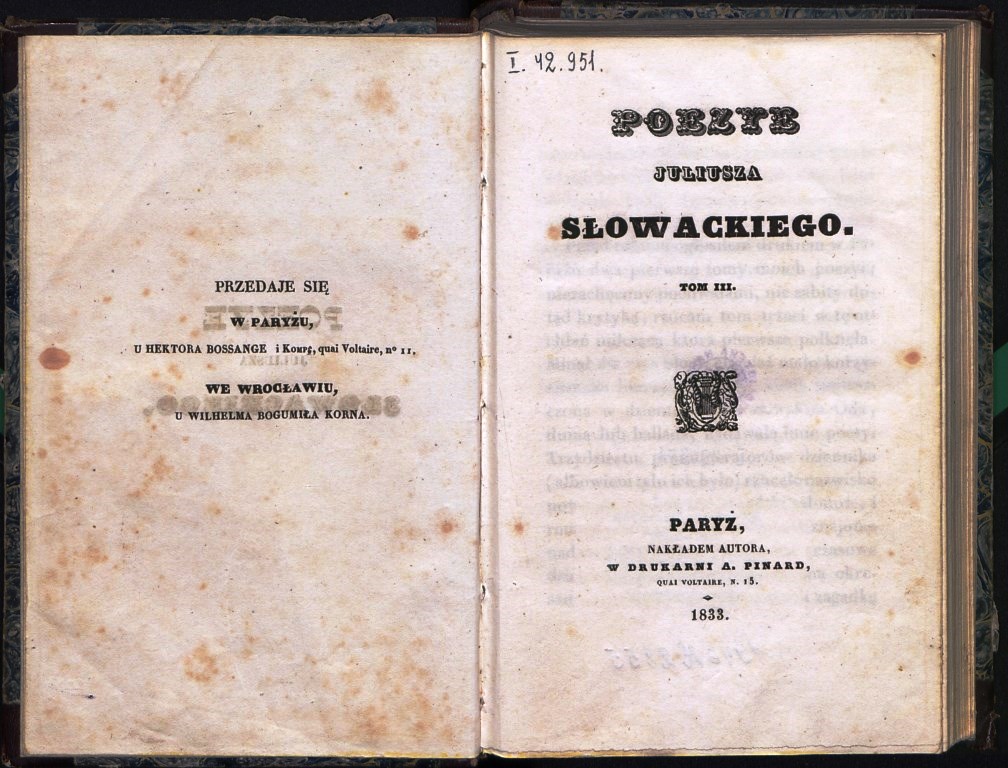 PRZEDAJE SIĘ
W PARYŻU,
U HEKTORA BOSSANGE i Kompę, quai Voltaire, nº 11,
WE WROCŁAWIU,
U WILHELMA BOGUMIŁA KORNA.
I. 42.951.
POEZYE
JULIUSZA
SŁOWACKIEGO.
TOM III.
PARYŻ,
NAKŁADEM AUTORA,
W DRUKARNI A. PINARD,
QUAI VOLTAIRE, N. 15.
1833.